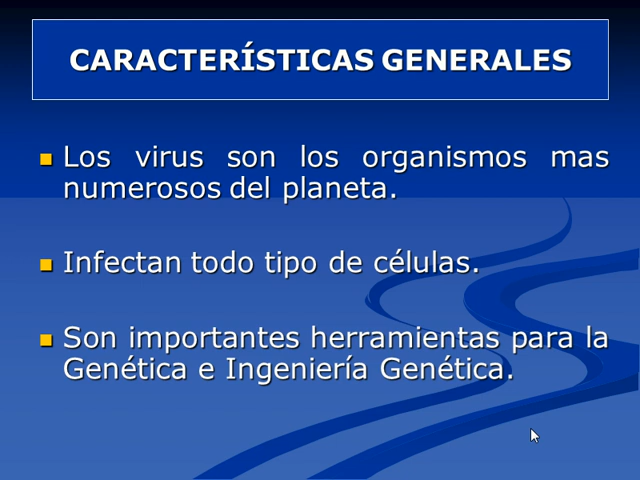 CARACTERÍSTICAS GENERALES
Los virus son los organismos mas
numerosos del planeta.
Infectan todo tipo de células.
Son importantes herramientas para la
Genética e Ingeniería Genética.